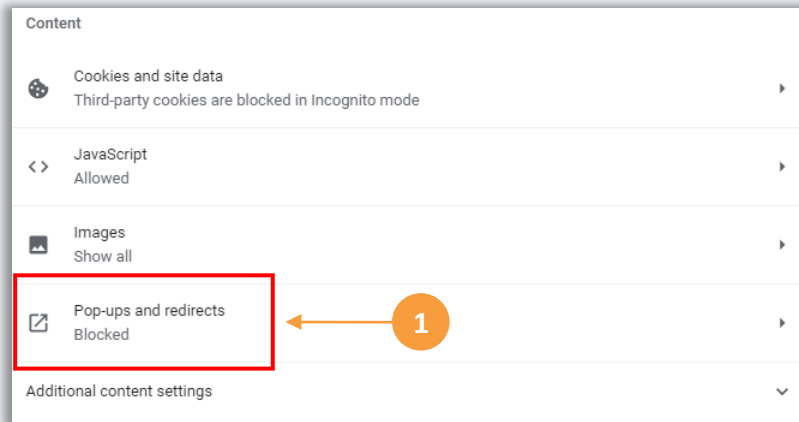 Content
Cookies and site data
Third-party cookies are blocked in Incognito mode
JavaScript
Allowed
Images
Show all
Pop-ups and redirects
Blocked
1
Additional content settings